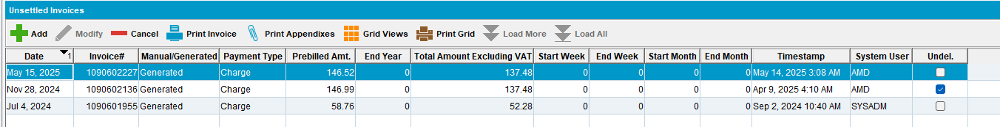 Unsettled Invoices
Add Modify Cancel Print Invoice Print Appendixes Grid Views Print Grid Load More Load All
Date 1 Invoice# Manual/Generated Payment Type Prebilled Amt. End Year Total Amount Excluding VAT Start Week End Week Start Month End Month Timestamp System User Undel.
May 15, 2025 1090602227 Generated Charge 146.52 0 137.48 0 0 0 0 May 14, 2025 3:08 AM AMD
Nov 28, 2024 1090602136 Generated Charge 146.99 0 137.48 0 0 0 0 Apr 9, 2025 4:10 AM AMD
Jul 4, 2024 1090601955 Generated Charge 58.76 0 52.28 0 0 0 0 Sep 2, 2024 10:40 AM SYSADM